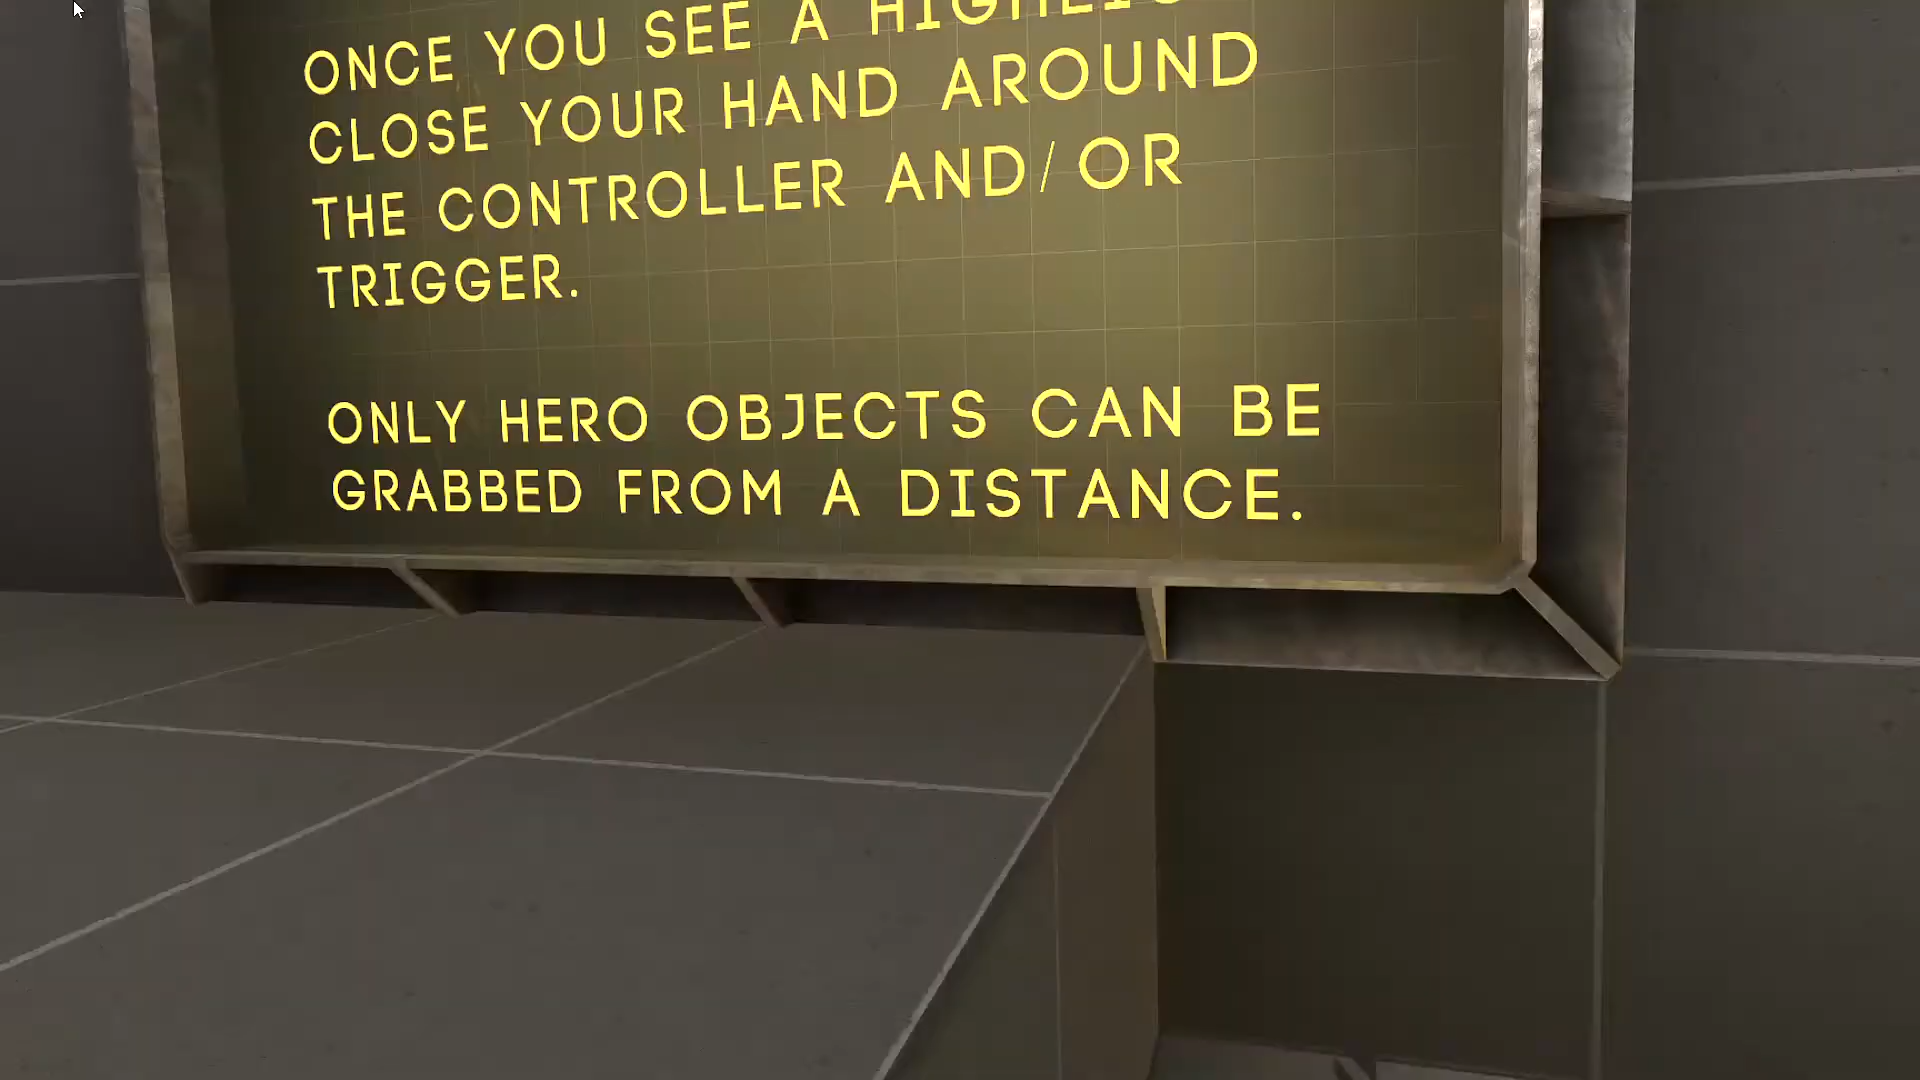 ONCE YOU SEE A
CLOSE YOUR HAND AROUND
THE CONTROLLER AND/OR
TRIGGER.
ONLY HERO OBJECTS CAN BE
GRABBED FROM A DISTANCE.